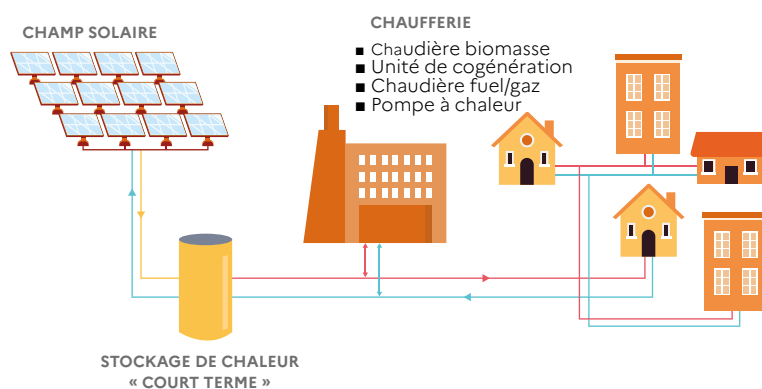 CHAMP SOLAIRE
CHAUFFERIE
■ Chaudière biomasse
■ Unité de cogénération
■ Chaudière fuel/gaz
■ Pompe à chaleur
STOCKAGE DE CHALEUR
« COURT TERME »